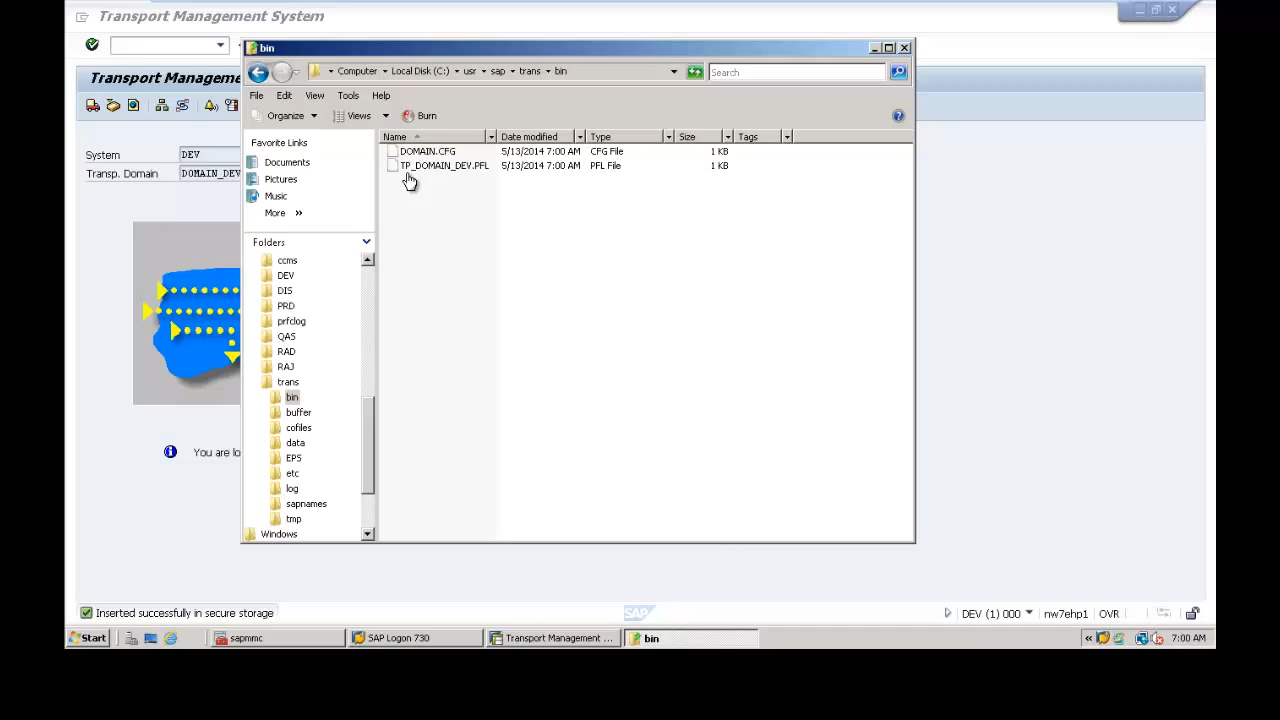 Transport Management System
bin
Computer Local Disk (C:) usr sap trans bin
Search
Transport Manageme
File Edit View Tools Help
Organize Views Burn
Name Date modified Type Size Tags
Favorite Links
DOMAIN.CFG 5/13/2014 7:00 AM CFG File 1 KB
System DEV
Documents
TP_DOMAIN_DEV.PFL 5/13/2014 7:00 AM PFL File 1 KB
Transp. Domain DOMAIN_DEV
Pictures
Music
More »
Folders
ccms
DEV
DIS
PRD
prfclog
QAS
RAD
RAJ
trans
bin
buffer
cofiles
data
EPS
etc
log
sapnames
tmp
Windows
You are lo
Inserted successfully in secure storage
SAP
DEV (1) 000 nw7ehp1 OVR
Start sapmmc SAP Logon 730 Transport Management ... bin « 7:00 AM